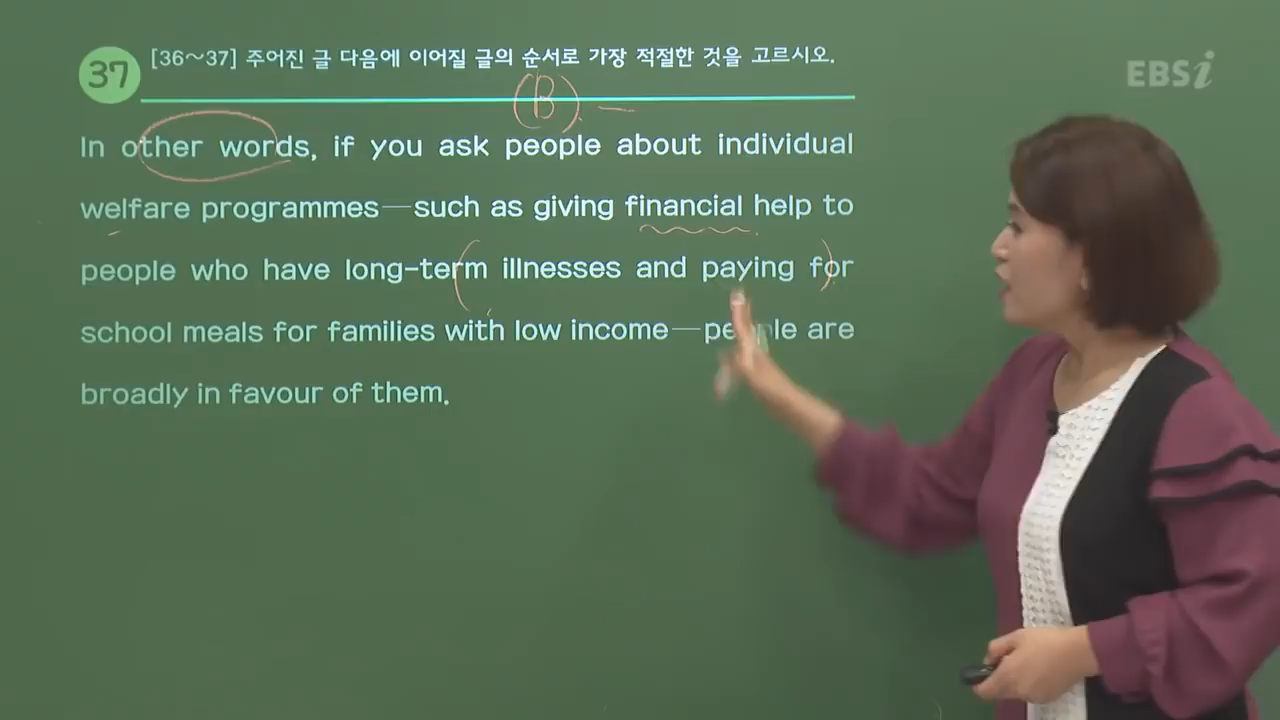 37 [36~37] 주어진 글 다음에 이어질 글의 순서로 가장 적절한 것을 고르시오.
EBSi
(B)
In other words, if you ask people about individual
welfare programmes—such as giving financial help to
people who have long-term illnesses and paying for
school meals for families with low income—people are
broadly in favour of them.